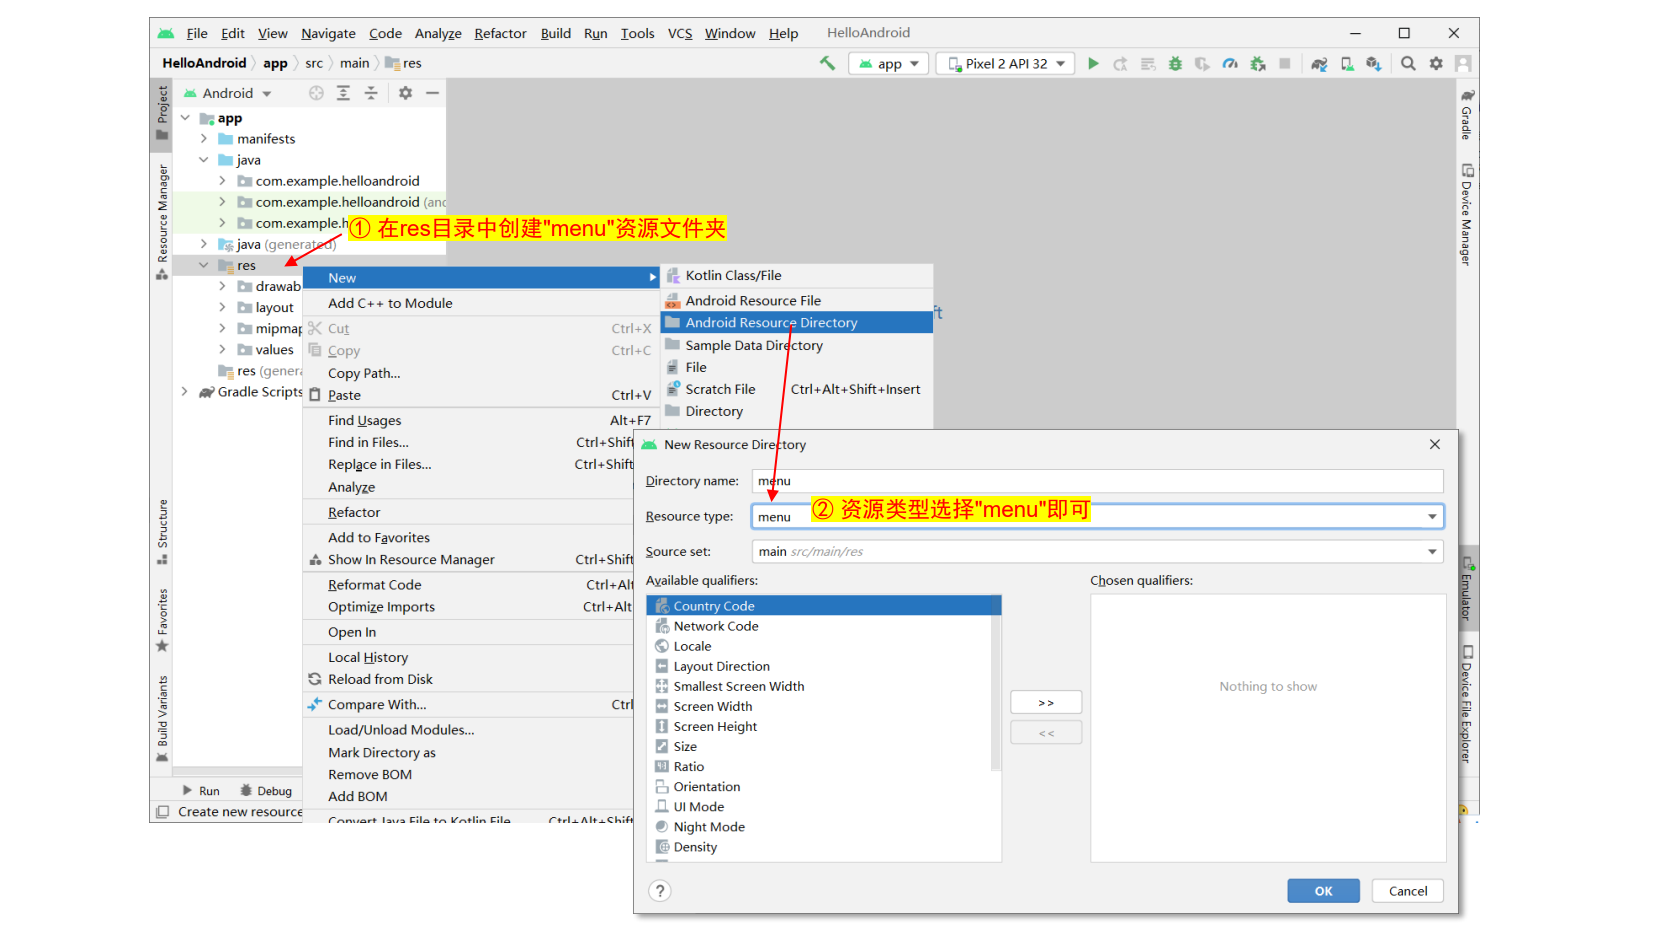 File Edit View Navigate Code Analyze Refactor Build Run Tools VCS Window Help HelloAndroid
HelloAndroid app src main res
app Pixel 2 API 32
Project
Resource Manager
Structure
Favorites
Build Variants
Android
app
manifests
java
com.example.helloandroid
com.example.helloandroid (and
com.example.h
java (generated)
res
drawab
layout
mipmap
values
res (genera
Gradle Scripts
① 在res目录中创建"menu"资源文件夹
New
Add C++ to Module
Cut Ctrl+X
Copy Ctrl+C
Copy Path...
Paste Ctrl+V
Find Usages Alt+F7
Find in Files... Ctrl+Shift
Replace in Files... Ctrl+Shift
Analyze
Refactor
Add to Favorites
Show In Resource Manager Ctrl+Shift
Reformat Code Ctrl+Alt
Optimize Imports Ctrl+Alt
Open In
Local History
Reload from Disk
Compare With... Ctrl
Load/Unload Modules...
Mark Directory as
Remove BOM
Add BOM
Convert Java File to Kotlin File Ctrl+Alt+Shift
Kotlin Class/File
Android Resource File
Android Resource Directory
Sample Data Directory
File
Scratch File Ctrl+Alt+Shift+Insert
Directory
ft
New Resource Directory
Directory name: menu
Resource type: menu
② 资源类型选择"menu"即可
Source set: main src/main/res
Available qualifiers:
Country Code
Network Code
Locale
Layout Direction
Smallest Screen Width
Screen Width
Screen Height
Size
Ratio
Orientation
UI Mode
Night Mode
Density
>>
<<
Chosen qualifiers:
Nothing to show
?
OK Cancel
Gradle
Device Manager
Emulator
Device File Explorer
Run Debug
Create new resource